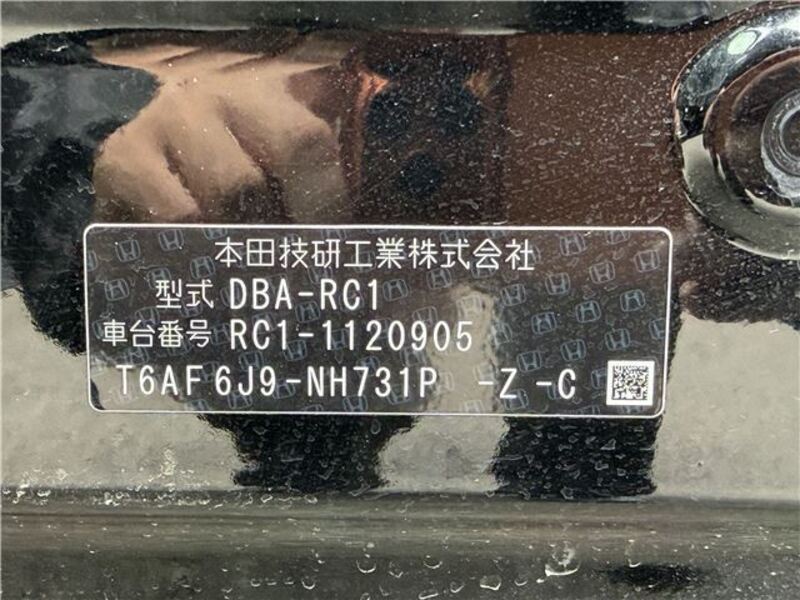 本田技研工業株式会社
型式 DBA-RC1
車台番号 RC1-1120905
T6AF 6J9-NH731P -Z -C